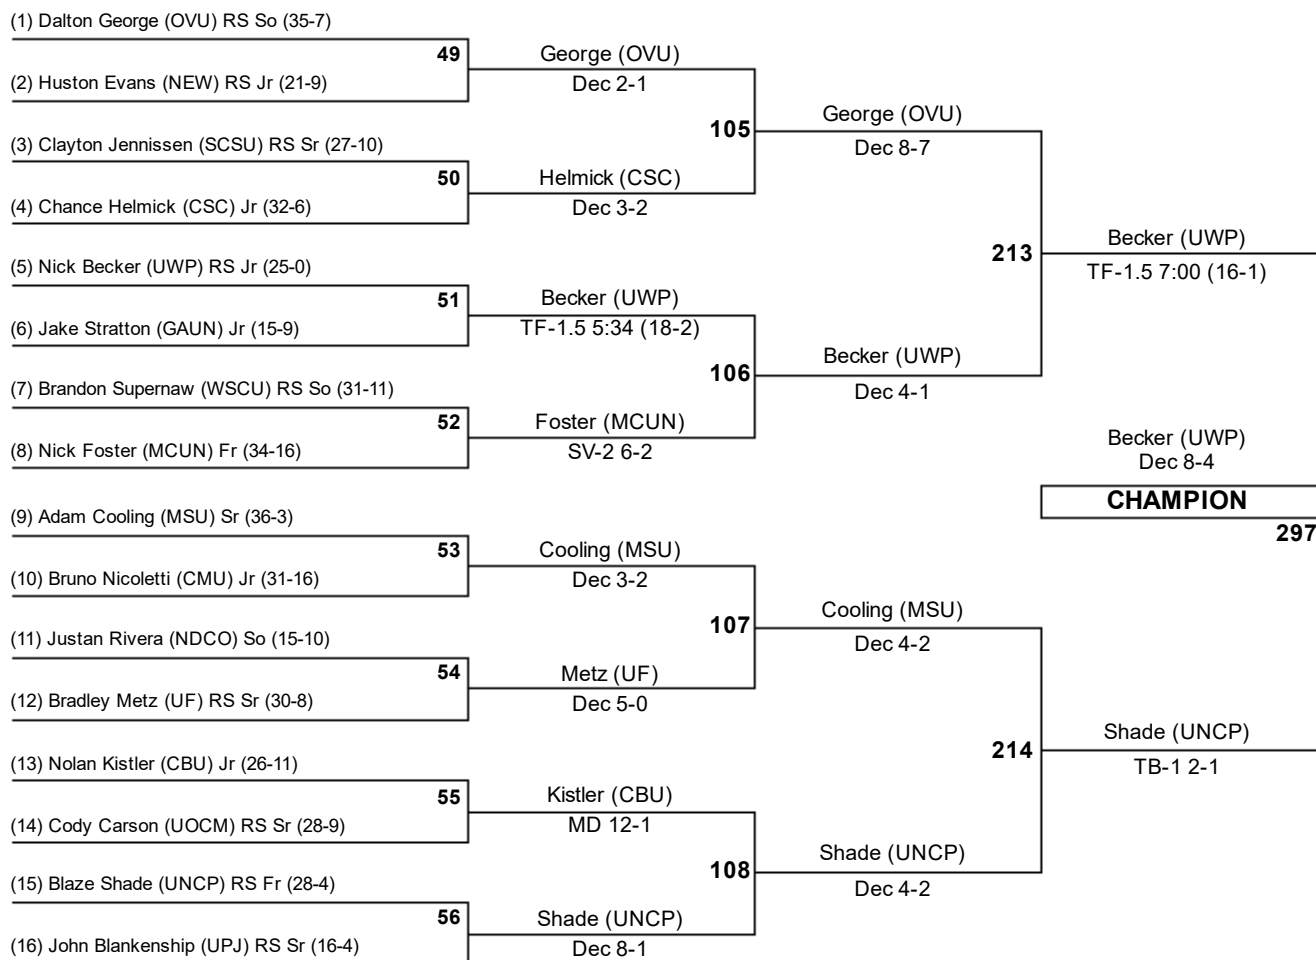 (1) Dalton George (OVU) RS So (35-7)
49
George (OVU)
(2) Huston Evans (NEW) RS Jr (21-9)
Dec 2-1
105
George (OVU)
Dec 8-7
(3) Clayton Jennissen (SCSU) RS Sr (27-10)
50
Helmick (CSC)
(4) Chance Helmick (CSC) Jr (32-6)
Dec 3-2
213
Becker (UWP)
TF-1.5 7:00 (16-1)
(5) Nick Becker (UWP) RS Jr (25-0)
51
Becker (UWP)
(6) Jake Stratton (GAUN) Jr (15-9)
TF-1.5 5:34 (18-2)
106
Becker (UWP)
Dec 4-1
(7) Brandon Supernaw (WSCU) RS So (31-11)
52
Foster (MCUN)
(8) Nick Foster (MCUN) Fr (34-16)
SV-2 6-2
Becker (UWP)
Dec 8-4
CHAMPION
297
(9) Adam Cooling (MSU) Sr (36-3)
53
Cooling (MSU)
(10) Bruno Nicoletti (CMU) Jr (31-16)
Dec 3-2
107
Cooling (MSU)
Dec 4-2
(11) Justan Rivera (NDCO) So (15-10)
54
Metz (UF)
(12) Bradley Metz (UF) RS Sr (30-8)
Dec 5-0
214
Shade (UNCP)
TB-1 2-1
(13) Nolan Kistler (CBU) Jr (26-11)
55
Kistler (CBU)
(14) Cody Carson (UOCM) RS Sr (28-9)
MD 12-1
108
Shade (UNCP)
Dec 4-2
(15) Blaze Shade (UNCP) RS Fr (28-4)
56
Shade (UNCP)
(16) John Blankenship (UPJ) RS Sr (16-4)
Dec 8-1